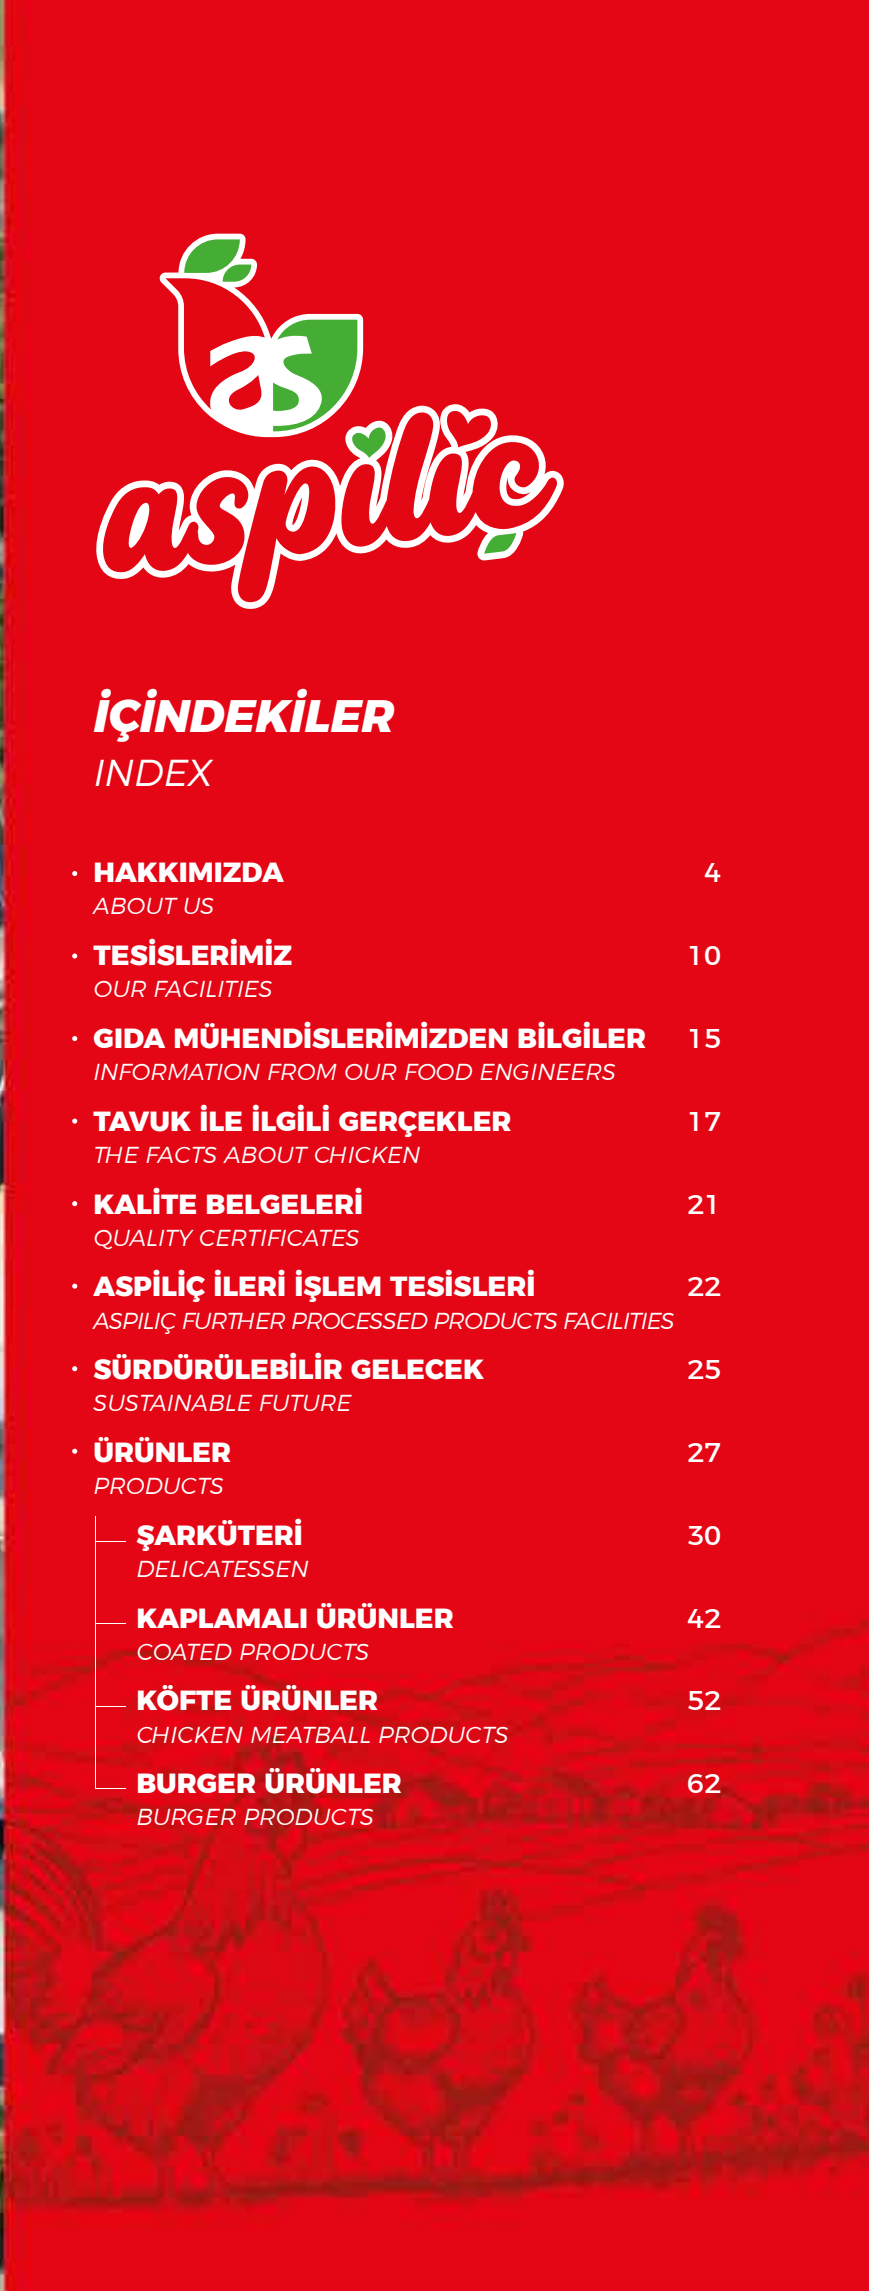 as
aspiliç
İÇİNDEKİLER
INDEX
• HAKKIMIZDA 4
ABOUT US
• TESİSLERİMİZ 10
OUR FACILITIES
• GIDA MÜHENDİSLERİMİZDEN BİLGİLER 15
INFORMATION FROM OUR FOOD ENGINEERS
• TAVUK İLE İLGİLİ GERÇEKLER 17
THE FACTS ABOUT CHICKEN
• KALİTE BELGELERİ 21
QUALITY CERTIFICATES
• ASPİLİÇ İLERİ İŞLEM TESİSLERİ 22
ASPILIÇ FURTHER PROCESSED PRODUCTS FACILITIES
• SÜRDÜRÜLEBİLİR GELECEK 25
SUSTAINABLE FUTURE
• ÜRÜNLER 27
PRODUCTS
ŞARKÜTERİ 30
DELICATESSEN
KAPLAMALI ÜRÜNLER 42
COATED PRODUCTS
KÖFTE ÜRÜNLER 52
CHICKEN MEATBALL PRODUCTS
BURGER ÜRÜNLER 62
BURGER PRODUCTS